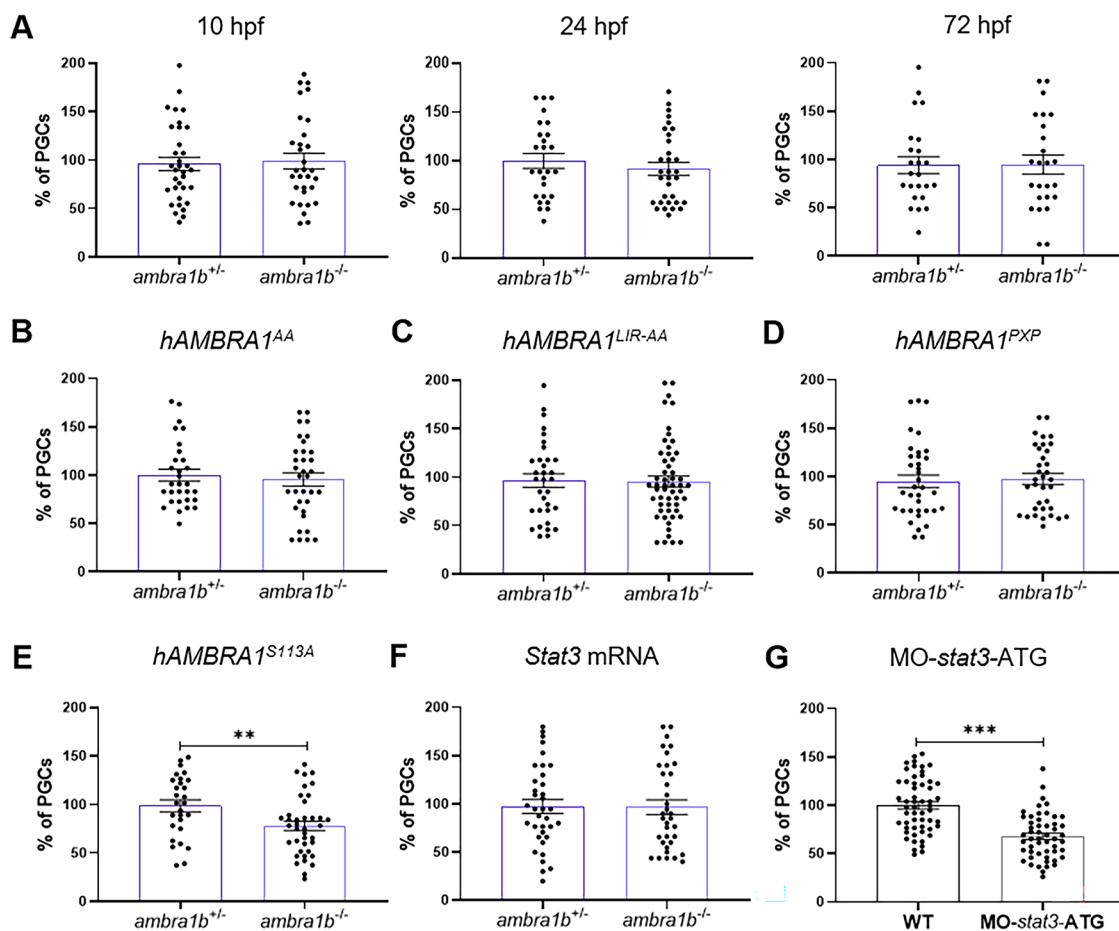 A
10 hpf
24 hpf
72 hpf
% of PGCs
200
150
100
50
0
ambra1b+/-
ambra1b-/-
% of PGCs
200
150
100
50
0
ambra1b+/-
ambra1b-/-
% of PGCs
200
150
100
50
0
ambra1b+/-
ambra1b-/-
B
hAMBRA1AA
% of PGCs
200
150
100
50
0
ambra1b+/-
ambra1b-/-
C
hAMBRA1LIR-AA
% of PGCs
200
150
100
50
0
ambra1b+/-
ambra1b-/-
D
hAMBRA1PXP
% of PGCs
200
150
100
50
0
ambra1b+/-
ambra1b-/-
E
hAMBRA1S113A
% of PGCs
200
150
100
50
0
**
ambra1b+/-
ambra1b-/-
F
Stat3 mRNA
% of PGCs
200
150
100
50
0
ambra1b+/-
ambra1b-/-
G
MO-stat3-ATG
% of PGCs
200
150
100
50
0
***
WT
MO-stat3-ATG